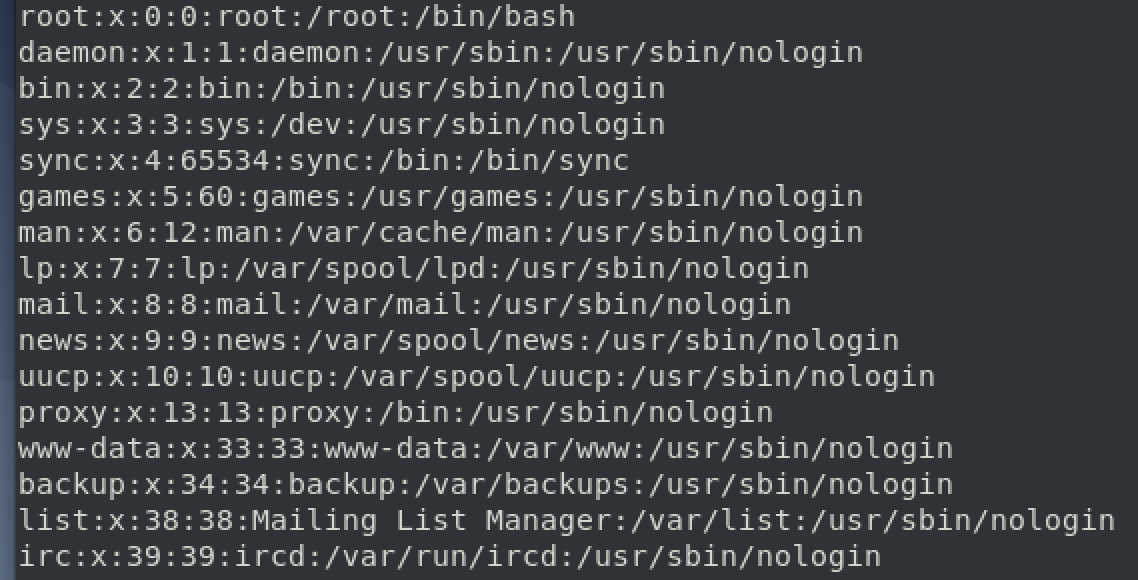 root:x:0:0:root:/root:/bin/bash
daemon:x:1:1:daemon:/usr/sbin:/usr/sbin/nologin
bin:x:2:2:bin:/bin:/usr/sbin/nologin
sys:x:3:3:sys:/dev:/usr/sbin/nologin
sync:x:4:65534:sync:/bin:/bin/sync
games:x:5:60:games:/usr/games:/usr/sbin/nologin
man:x:6:12:man:/var/cache/man:/usr/sbin/nologin
lp:x:7:7:lp:/var/spool/lpd:/usr/sbin/nologin
mail:x:8:8:mail:/var/mail:/usr/sbin/nologin
news:x:9:9:news:/var/spool/news:/usr/sbin/nologin
uucp:x:10:10:uucp:/var/spool/uucp:/usr/sbin/nologin
proxy:x:13:13:proxy:/bin:/usr/sbin/nologin
www-data:x:33:33:www-data:/var/www:/usr/sbin/nologin
backup:x:34:34:backup:/var/backups:/usr/sbin/nologin
list:x:38:38:Mailing List Manager:/var/list:/usr/sbin/nologin
irc:x:39:39:ircd:/var/run/ircd:/usr/sbin/nologin